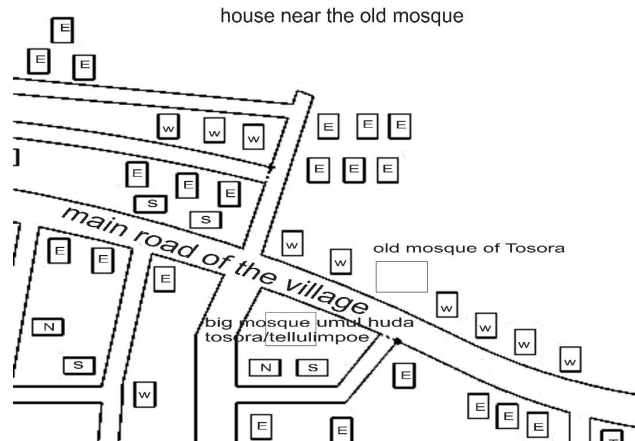 house near the old mosque
E
E E
W W W E E E
E E E E E E
S S
main road of the village
W W
old mosque of Tosora
E E E
W W W W
big mosque umul huda
tosora/tellulimpoe
N
S N S E
W E E E
E E